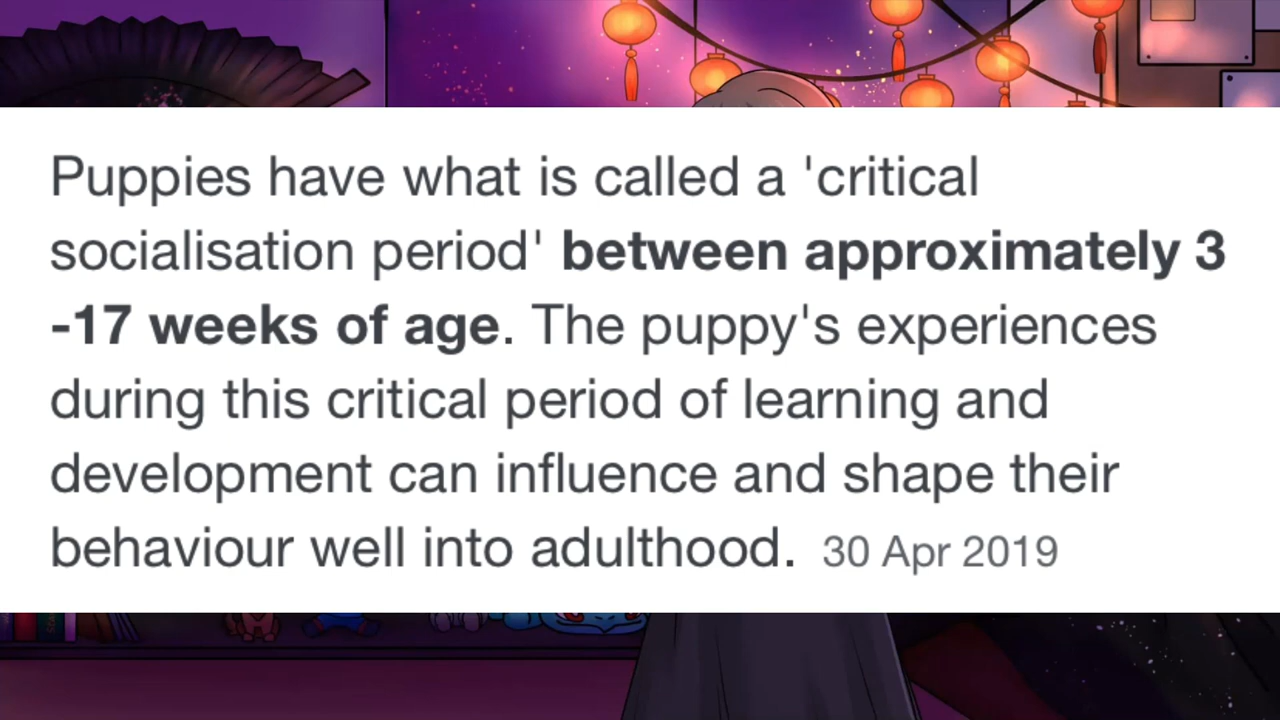 Puppies have what is called a 'critical
socialisation period' between approximately 3
-17 weeks of age. The puppy's experiences
during this critical period of learning and
development can influence and shape their
behaviour well into adulthood. 30 Apr 2019